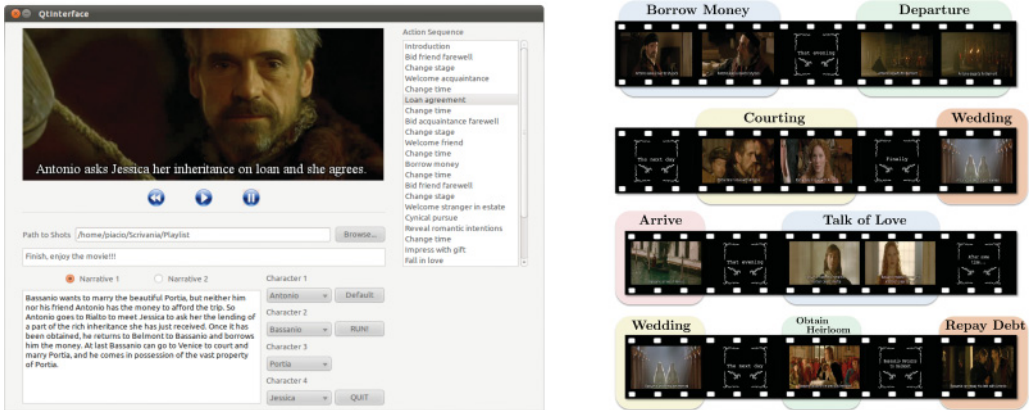 QtInterface
Antonio asks Jessica her inheritance on loan and she agrees.
Path to Shots
/home/piacio/Scrivania/Playlist
Browse...
Finish, enjoy the movie!!!
Narrative 1
Narrative 2
Bassanio wants to marry the beautiful Portia, but neither him
nor his friend Antonio has the money to afford the trip. So
Antonio goes to Rialto to meet Jessica to ask her the lending of
a part of the rich inheritance she has just received. Once it has
been obtained, he returns to Belmont to Bassanio and borrows
him the money. At last Bassanio can go to Venice to court and
marry Portia, and he comes in possession of the vast property
of Portia.
Character 1
Antonio
Default
Character 2
Bassanio
RUN!
Character 3
Portia
Character 4
Jessica
QUIT
Action Sequence
Introduction
Bid friend farewell
Change stage
Welcome acquaintance
Change time
Loan agreement
Change time
Bid acquaintance farewell
Change stage
Welcome friend
Change time
Borrow money
Change time
Bid friend farewell
Change stage
Welcome stranger in estate
Cynical pursue
Reveal romantic intentions
Change time
Impress with gift
Fall in love
Borrow Money
Departure
That evening
Courting
Wedding
The next day
Finally
Arrive
Talk of Love
That evening
After some
time...
Wedding
Obtain
Heirloom
Repay Debt
The next day